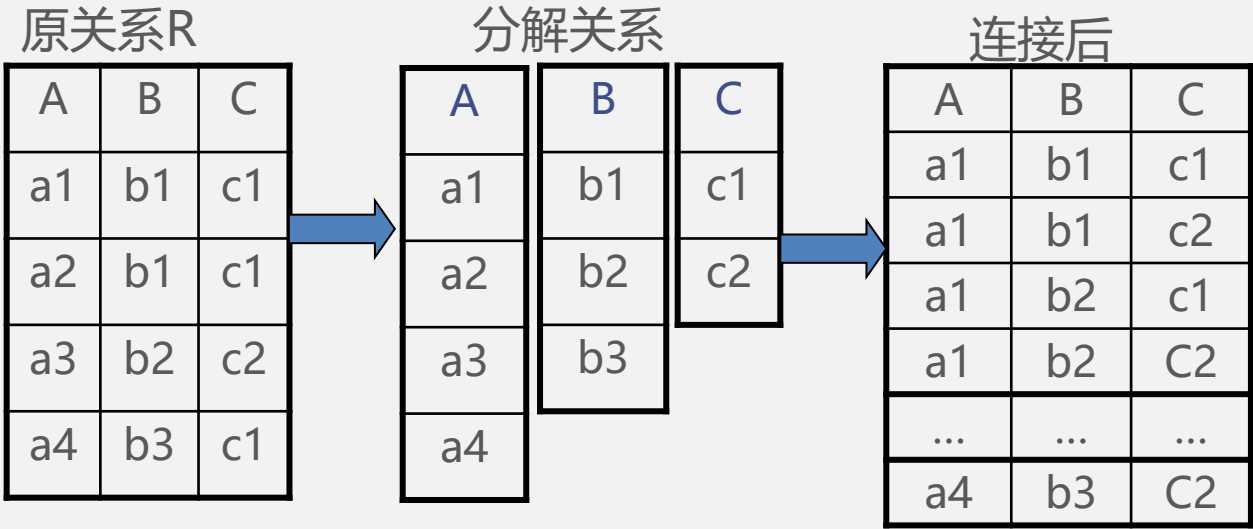 原关系R
A B C
a1 b1 c1
a2 b1 c1
a3 b2 c2
a4 b3 c1
分解关系
A
a1
a2
a3
a4
B
b1
b2
b3
C
c1
c2
连接后
A B C
a1 b1 c1
a1 b1 c2
a1 b2 c1
a1 b2 C2
... ... ...
a4 b3 C2